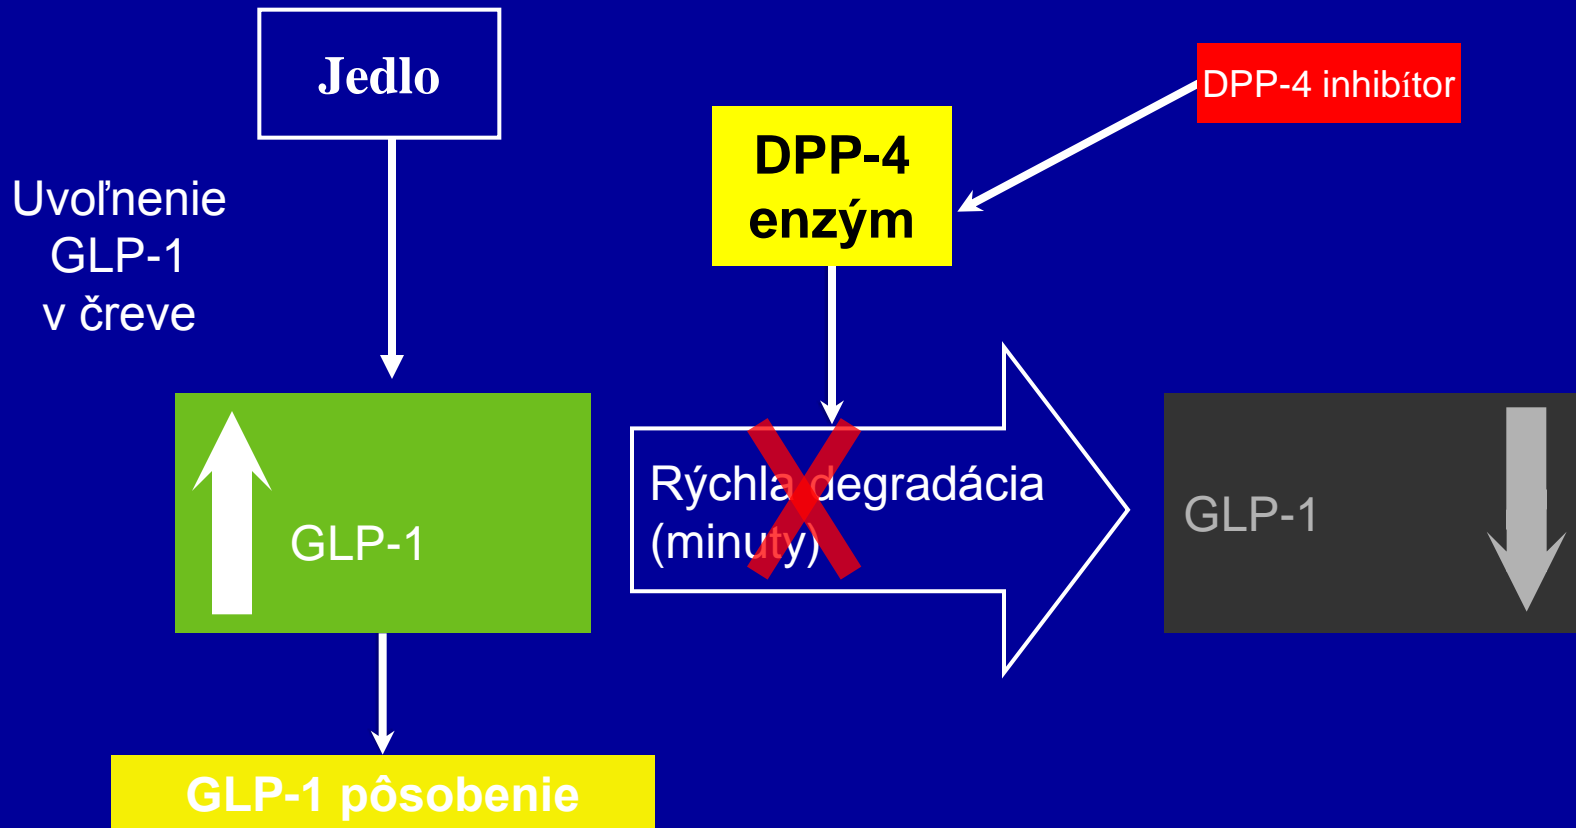 Jedlo
DPP-4 inhibítor
DPP-4
enzým
Uvoľnenie
GLP-1
v čreve
GLP-1
Rýchla degradácia
(minuty)
GLP-1
GLP-1 pôsobenie